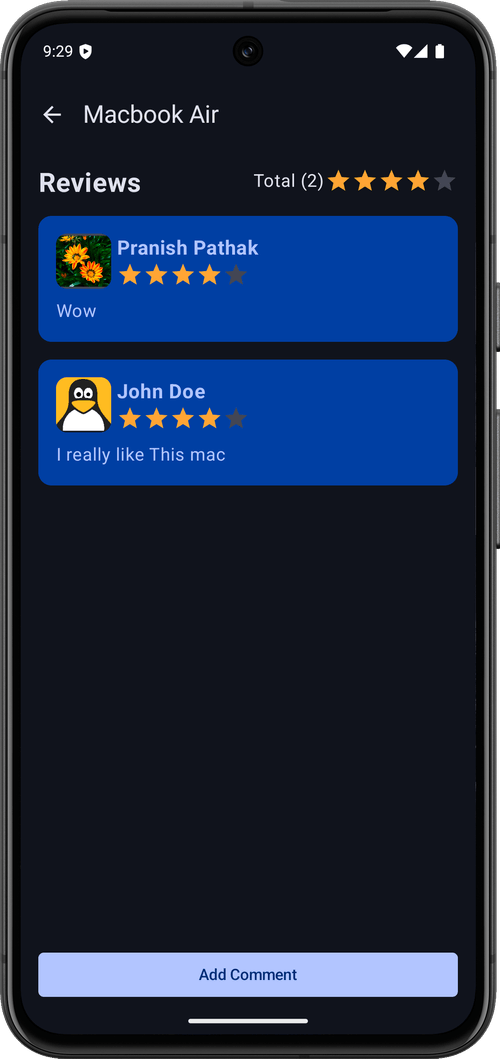 9:29
Macbook Air
Reviews
Total (2)
Pranish Pathak
Wow
John Doe
I really like This mac
Add Comment